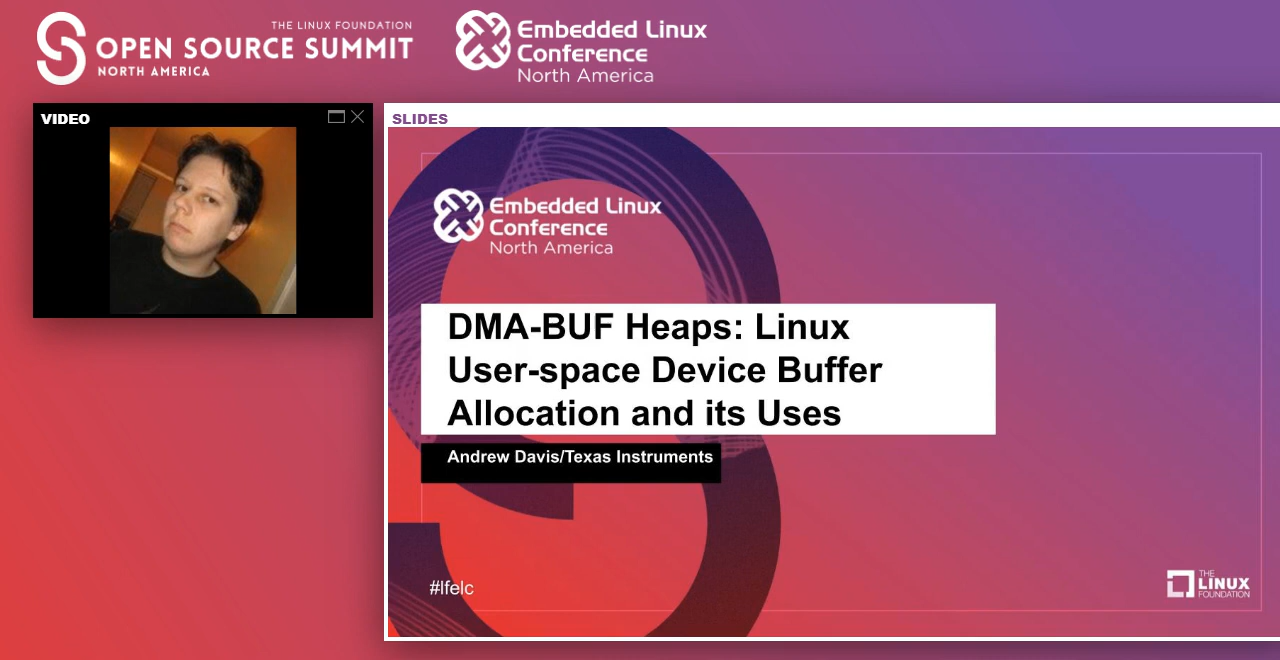 THE LINUX FOUNDATION
OPEN SOURCE SUMMIT
NORTH AMERICA
Embedded Linux
Conference
North America
VIDEO
SLIDES
Embedded Linux
Conference
North America
DMA-BUF Heaps: Linux
User-space Device Buffer
Allocation and its Uses
Andrew Davis/Texas Instruments
#lfelc
THE
LINUX
FOUNDATION